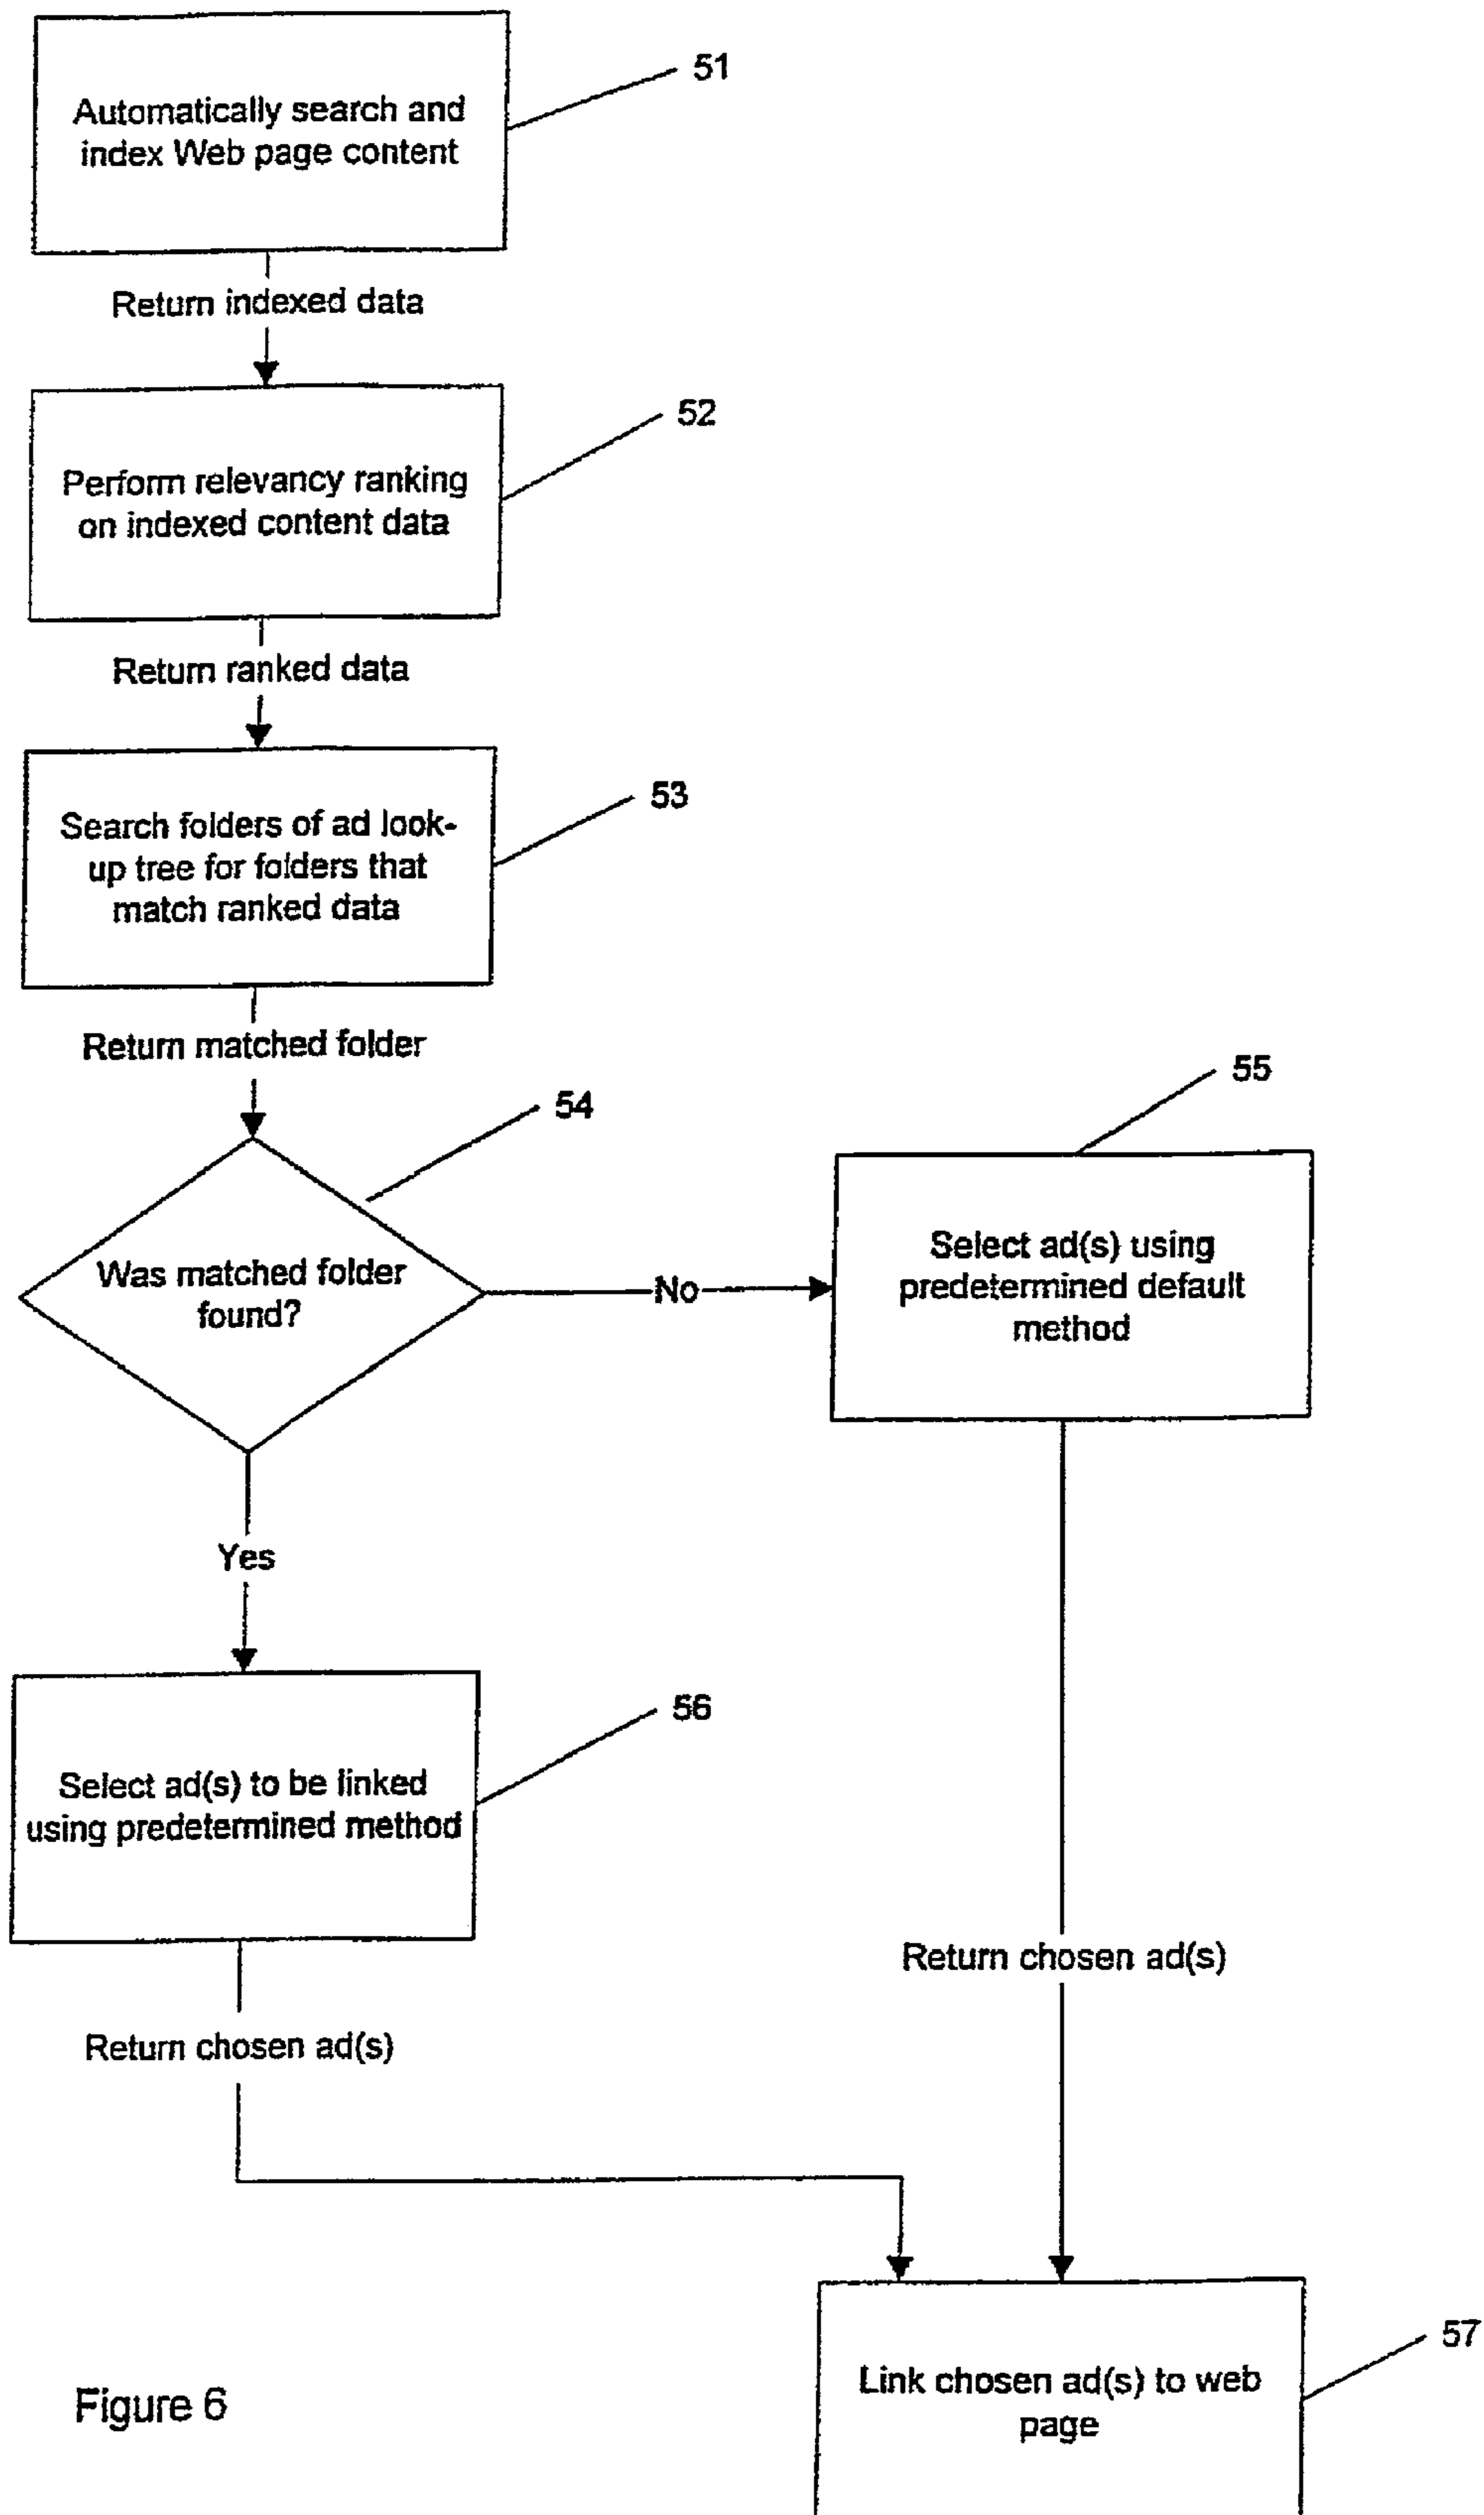 51
Automatically search and
index Web page content
Return indexed data
52
Perform relevancy ranking
on indexed content data
Return ranked data
53
Search folders of ad look-
up tree for folders that
match ranked data
Return matched folder
54
55
Was matched folder
found?
No
Select ad(s) using
predetermined default
method
Yes
56
Select ad(s) to be linked
using predetermined method
Return chosen ad(s)
Return chosen ad(s)
57
Link chosen ad(s) to web
page
Figure 6